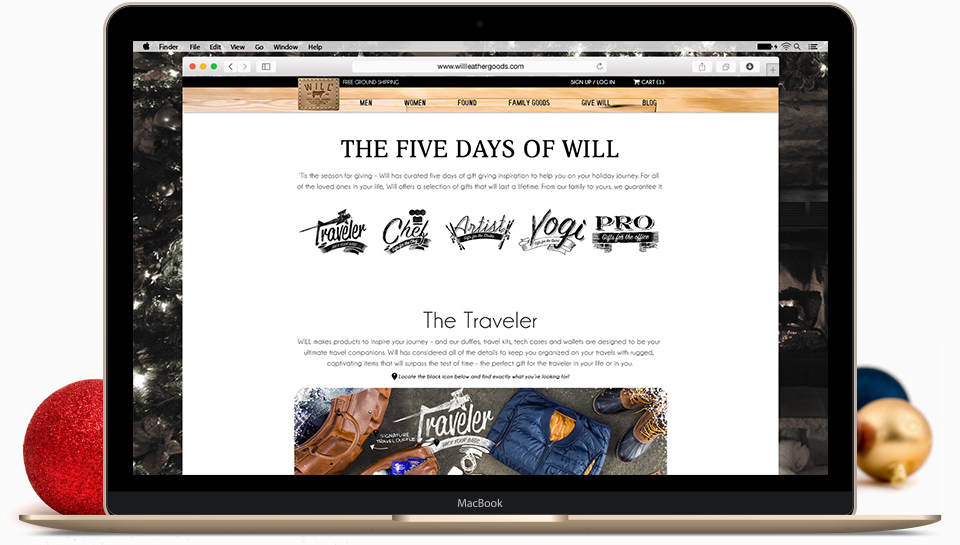 Finder File Edit View Go Window Help
www.willleathergoods.com
FREE GROUND SHIPPING
SIGN UP / LOG IN
CART (1)
WILL
MEN WOMEN FOUND FAMILY GOODS GIVE WILL BLOG
THE FIVE DAYS OF WILL
'Tis the season for giving - Will has curated five days of gift giving inspiration to help you on your holiday journey. For all
of the loved ones in your life, Will offers a selection of gifts that will last a lifetime. From our family to yours, we guarantee it.
Traveler
Chef
Artist
Yogi
PRO
Gifts for the office
The Traveler
WILL makes products to inspire your journey - and our duffles, travel kits, tech cases and wallets are designed to be your
ultimate travel companions. Will has considered all of the details to keep you organized on your travels with rugged,
captivating items that will surpass the test of time - the perfect gift for the traveler in your life or in you.
Locate the black icon below and find exactly what you're looking for!
Traveler
PACK YOUR BAGS
SIGNATURE
TRAVEL DUFFLE
MacBook